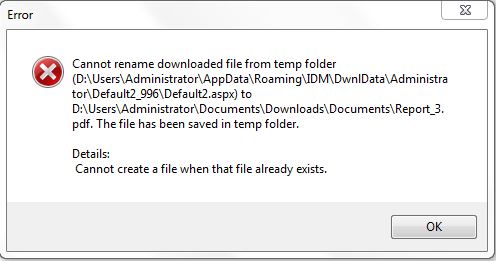 Error
Cannot rename downloaded file from temp folder
(D:\Users\Administrator\AppData\Roaming\IDM\DwnlData\Administra
tor\Default2_996\Default2.aspx) to
D:\Users\Administrator\Documents\Downloads\Documents\Report_3.
pdf. The file has been saved in temp folder.
Details:
Cannot create a file when that file already exists.
OK